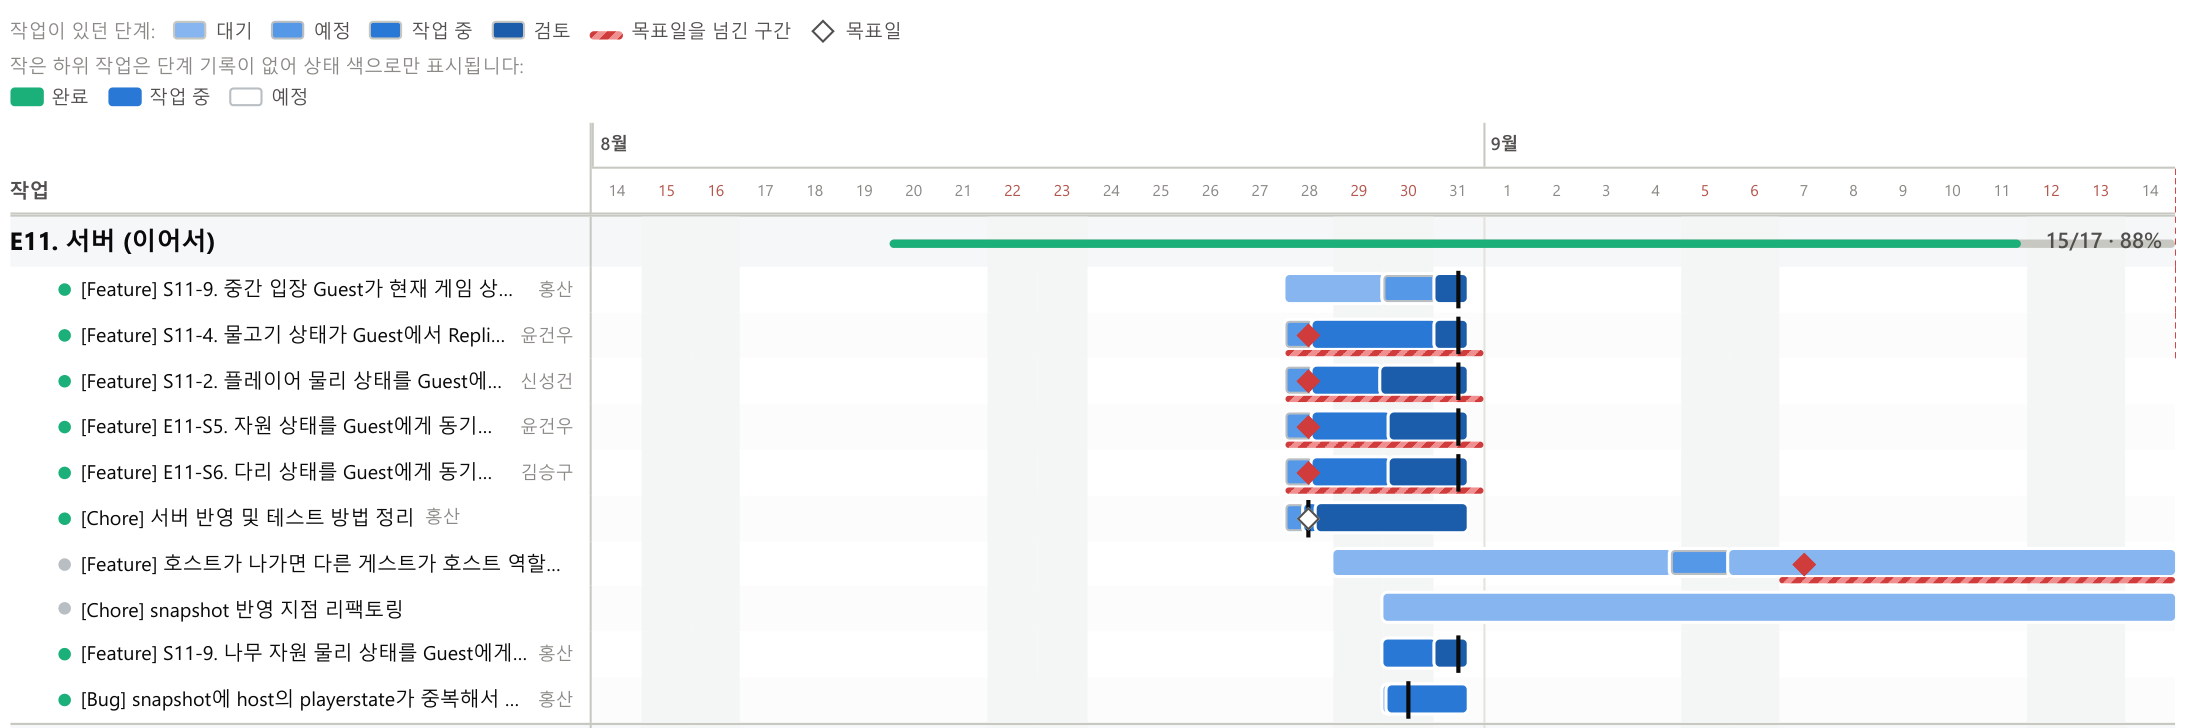 작업이 있던 단계: 대기 예정 작업 중 검토 목표일을 넘긴 구간 목표일
작은 하위 작업은 단계 기록이 없어 상태 색으로만 표시됩니다:
완료 작업 중 예정
8월 9월
작업 14 15 16 17 18 19 20 21 22 23 24 25 26 27 28 29 30 31 1 2 3 4 5 6 7 8 9 10 11 12 13 14
E11. 서버 (이어서) 15/17 · 88%
[Feature] S11-9. 중간 입장 Guest가 현재 게임 상... 홍산
[Feature] S11-4. 물고기 상태가 Guest에서 Repli... 윤건우
[Feature] S11-2. 플레이어 물리 상태를 Guest에... 신성건
[Feature] E11-S5. 자원 상태를 Guest에게 동기... 윤건우
[Feature] E11-S6. 다리 상태를 Guest에게 동기... 김승구
[Chore] 서버 반영 및 테스트 방법 정리 홍산
[Feature] 호스트가 나가면 다른 게스트가 호스트 역할...
[Chore] snapshot 반영 지점 리팩토링
[Feature] S11-9. 나무 자원 물리 상태를 Guest에게... 홍산
[Bug] snapshot에 host의 playerstate가 중복해서 ... 홍산